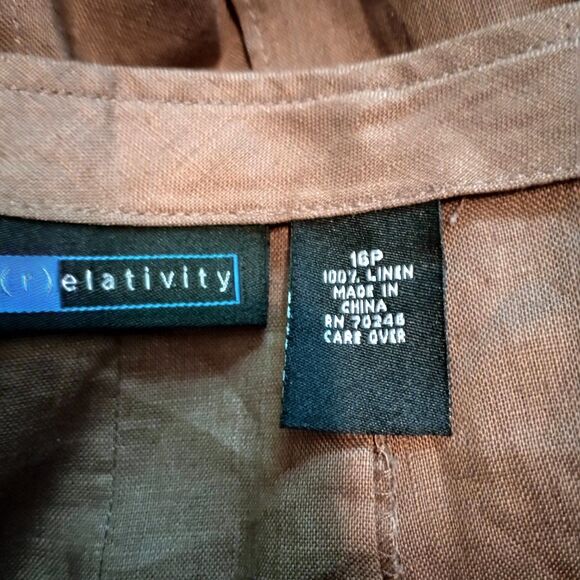 (r)elativity
16P
100% LINEN
MADE IN
CHINA
RN 70246
CARE OVER